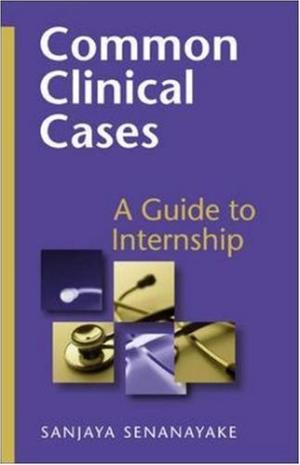 Common
Clinical
Cases
A Guide to
Internship
SANJAYA SENANAYAKE